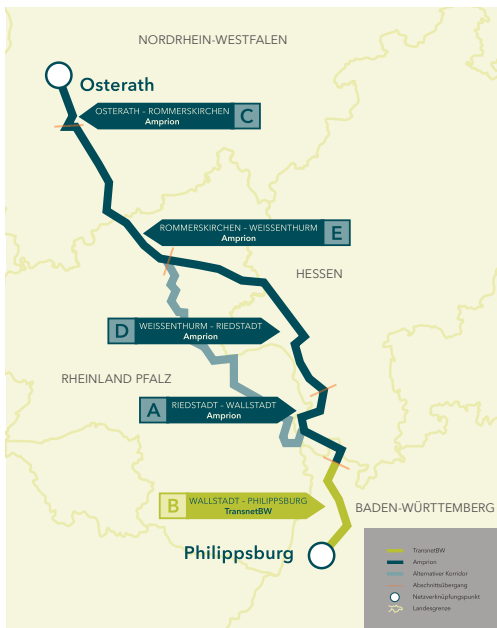 NORDRHEIN-WESTFALEN
Osterath
OSTERATH – ROMMERSKIRCHEN
Amprion
C
ROMMERSKIRCHEN – WEISSENTHURM
Amprion
E
HESSEN
D
WEISSENTHURM – RIEDSTADT
Amprion
RHEINLAND PFALZ
A
RIEDSTADT – WALLSTADT
Amprion
B
WALLSTADT – PHILIPPSBURG
TransnetBW
BADEN-WÜRTTEMBERG
Philippsburg
TransnetBW
Amprion
Alternativer Korridor
Abschnittsübergang
Netzverknüpfungspunkt
Landesgrenze